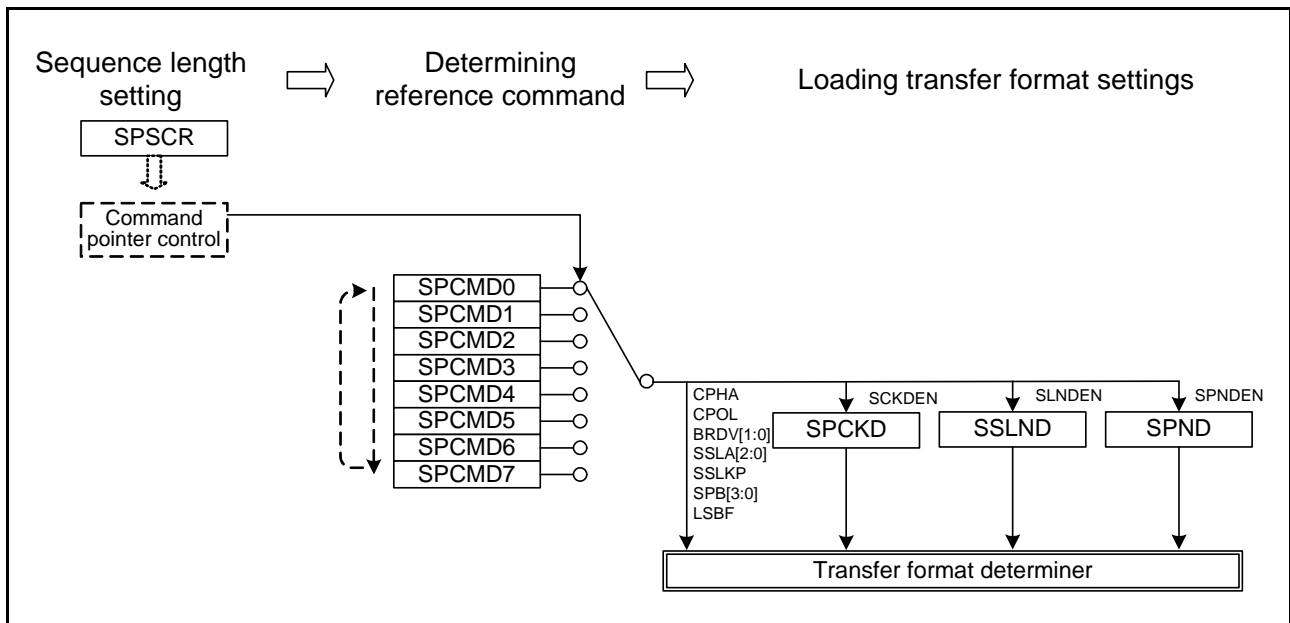 Sequence length
setting
Determining
reference command
Loading transfer format settings
SPSCR
Command
pointer control
SPCMD0
SPCMD1
SPCMD2
SPCMD3
SPCMD4
SPCMD5
SPCMD6
SPCMD7
CPHA
CPOL
BRDV[1:0]
SSLA[2:0]
SSLKP
SPB[3:0]
LSBF
SCKDEN
SPCKD
SLNDEN
SSLND
SPNDEN
SPND
Transfer format determiner